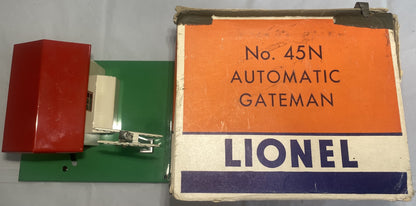 No. 45N
AUTOMATIC
GATEMAN
LIONEL